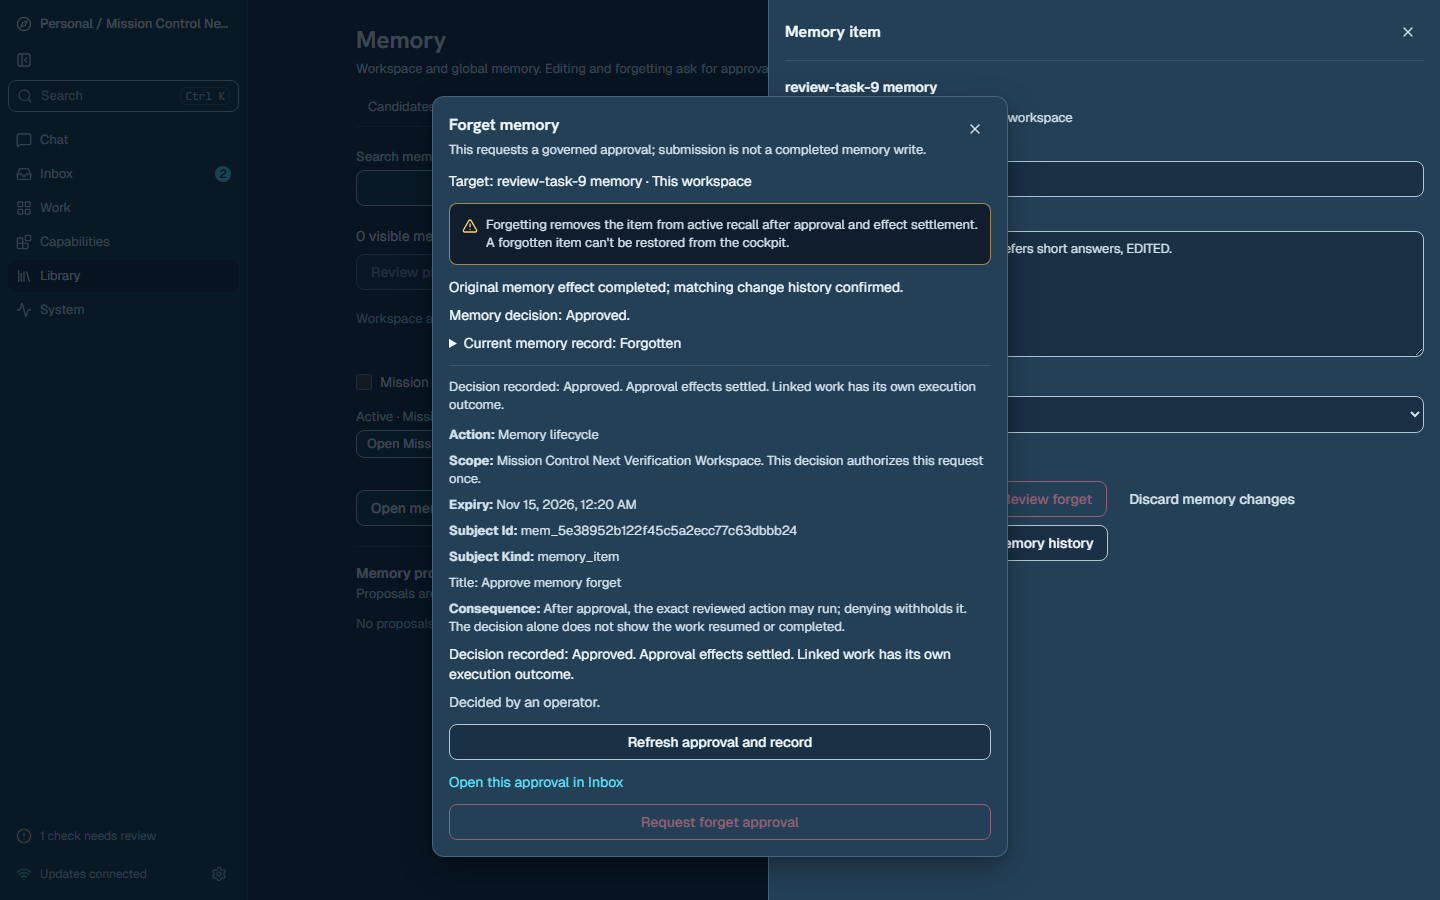 Personal / Mission Control Ne...
Search
Ctrl K
Chat
Inbox
2
Work
Capabilities
Library
System
1 check needs review
Updates connected
Memory
Workspace and global memory. Editing and forgetting ask for approva
Candidates
Search mem
0 visible me
Review p
Workspace a
Mission
Active · Missi
Open Miss
Open mem
Memory pro
Proposals are
No proposals
Memory item
review-task-9 memory
workspace
efers short answers, EDITED.
Review forget
Discard memory changes
emory history
Forget memory
This requests a governed approval; submission is not a completed memory write.
Target: review-task-9 memory · This workspace
Forgetting removes the item from active recall after approval and effect settlement.
A forgotten item can't be restored from the cockpit.
Original memory effect completed; matching change history confirmed.
Memory decision: Approved.
Current memory record: Forgotten
Decision recorded: Approved. Approval effects settled. Linked work has its own execution
outcome.
Action: Memory lifecycle
Scope: Mission Control Next Verification Workspace. This decision authorizes this request
once.
Expiry: Nov 15, 2026, 12:20 AM
Subject Id: mem_5e38952b122f45c5a2ecc77c63dbbb24
Subject Kind: memory_item
Title: Approve memory forget
Consequence: After approval, the exact reviewed action may run; denying withholds it.
The decision alone does not show the work resumed or completed.
Decision recorded: Approved. Approval effects settled. Linked work has its own
execution outcome.
Decided by an operator.
Refresh approval and record
Open this approval in Inbox
Request forget approval